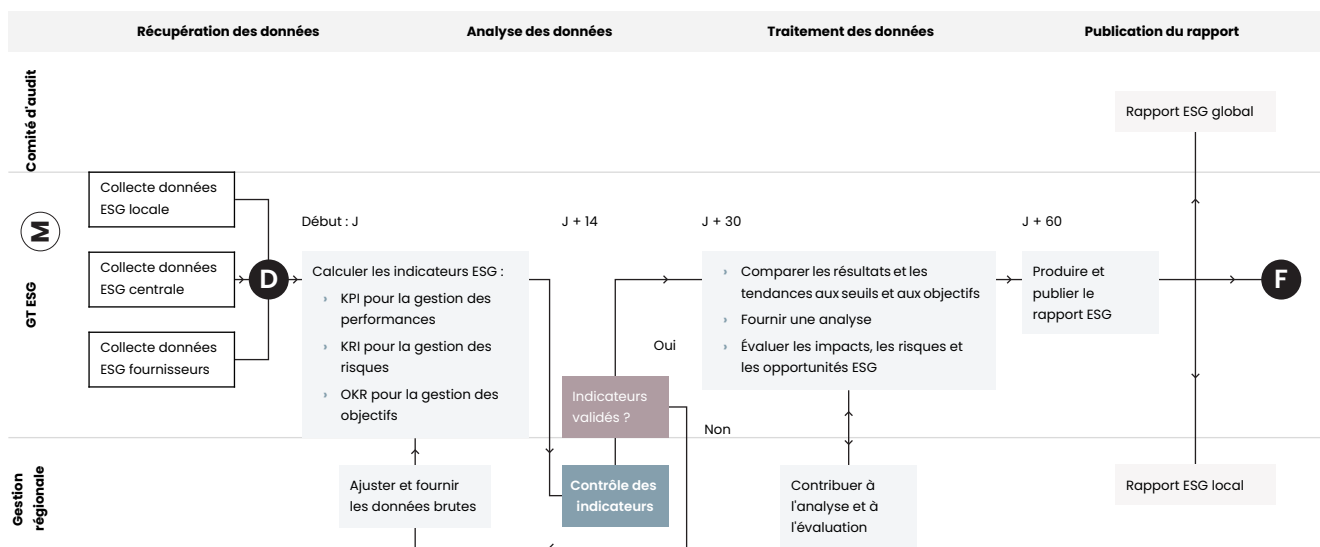 Récupération des données
Analyse des données
Traitement des données
Publication du rapport
Comité d'audit
Rapport ESG global
M
GT ESG
Collecte données
ESG locale
Collecte données
ESG centrale
Collecte données
ESG fournisseurs
D
Début : J
Calculer les indicateurs ESG :
KPI pour la gestion des
performances
KRI pour la gestion des
risques
OKR pour la gestion des
objectifs
J + 14
Oui
Indicateurs
validés ?
Non
J + 30
Comparer les résultats et les
tendances aux seuils et aux objectifs
Fournir une analyse
Évaluer les impacts, les risques et
les opportunités ESG
J + 60
Produire et
publier le
rapport ESG
F
Gestion
régionale
Ajuster et fournir
les données brutes
Contrôle des
indicateurs
Contribuer à
l'analyse et à
l'évaluation
Rapport ESG local